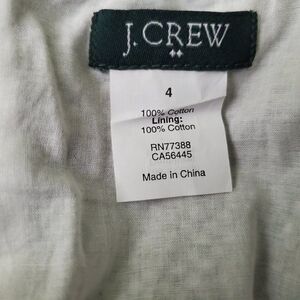 J.CREW
4
100% Cotton
Lining:
100% Cotton
RN77388
CA56445
Made in China